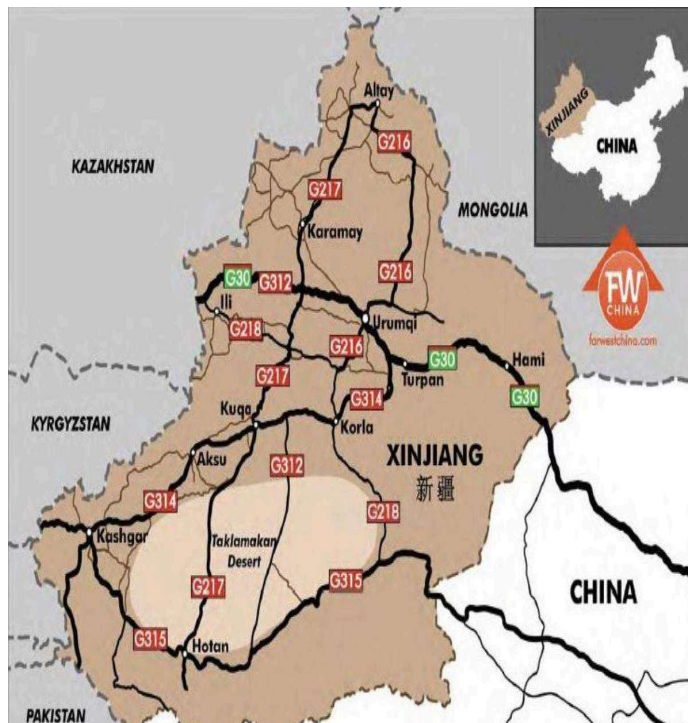 Altay
G216
KAZAKHSTAN
XINJIANG
CHINA
G217
MONGOLIA
Karamay
G216
FW
CHINA
farwestchina.com
G30
G312
Ili
G218
Urumqi
G216
G30
Hami
Turpan
G217
G314
G30
Kuqa
Korla
KYRGYZSTAN
Aksu
G312
XINJIANG
新疆
G314
G218
Kashgar
Taklamakan
Desert
G217
G315
CHINA
G315
Hotan
PAKISTAN